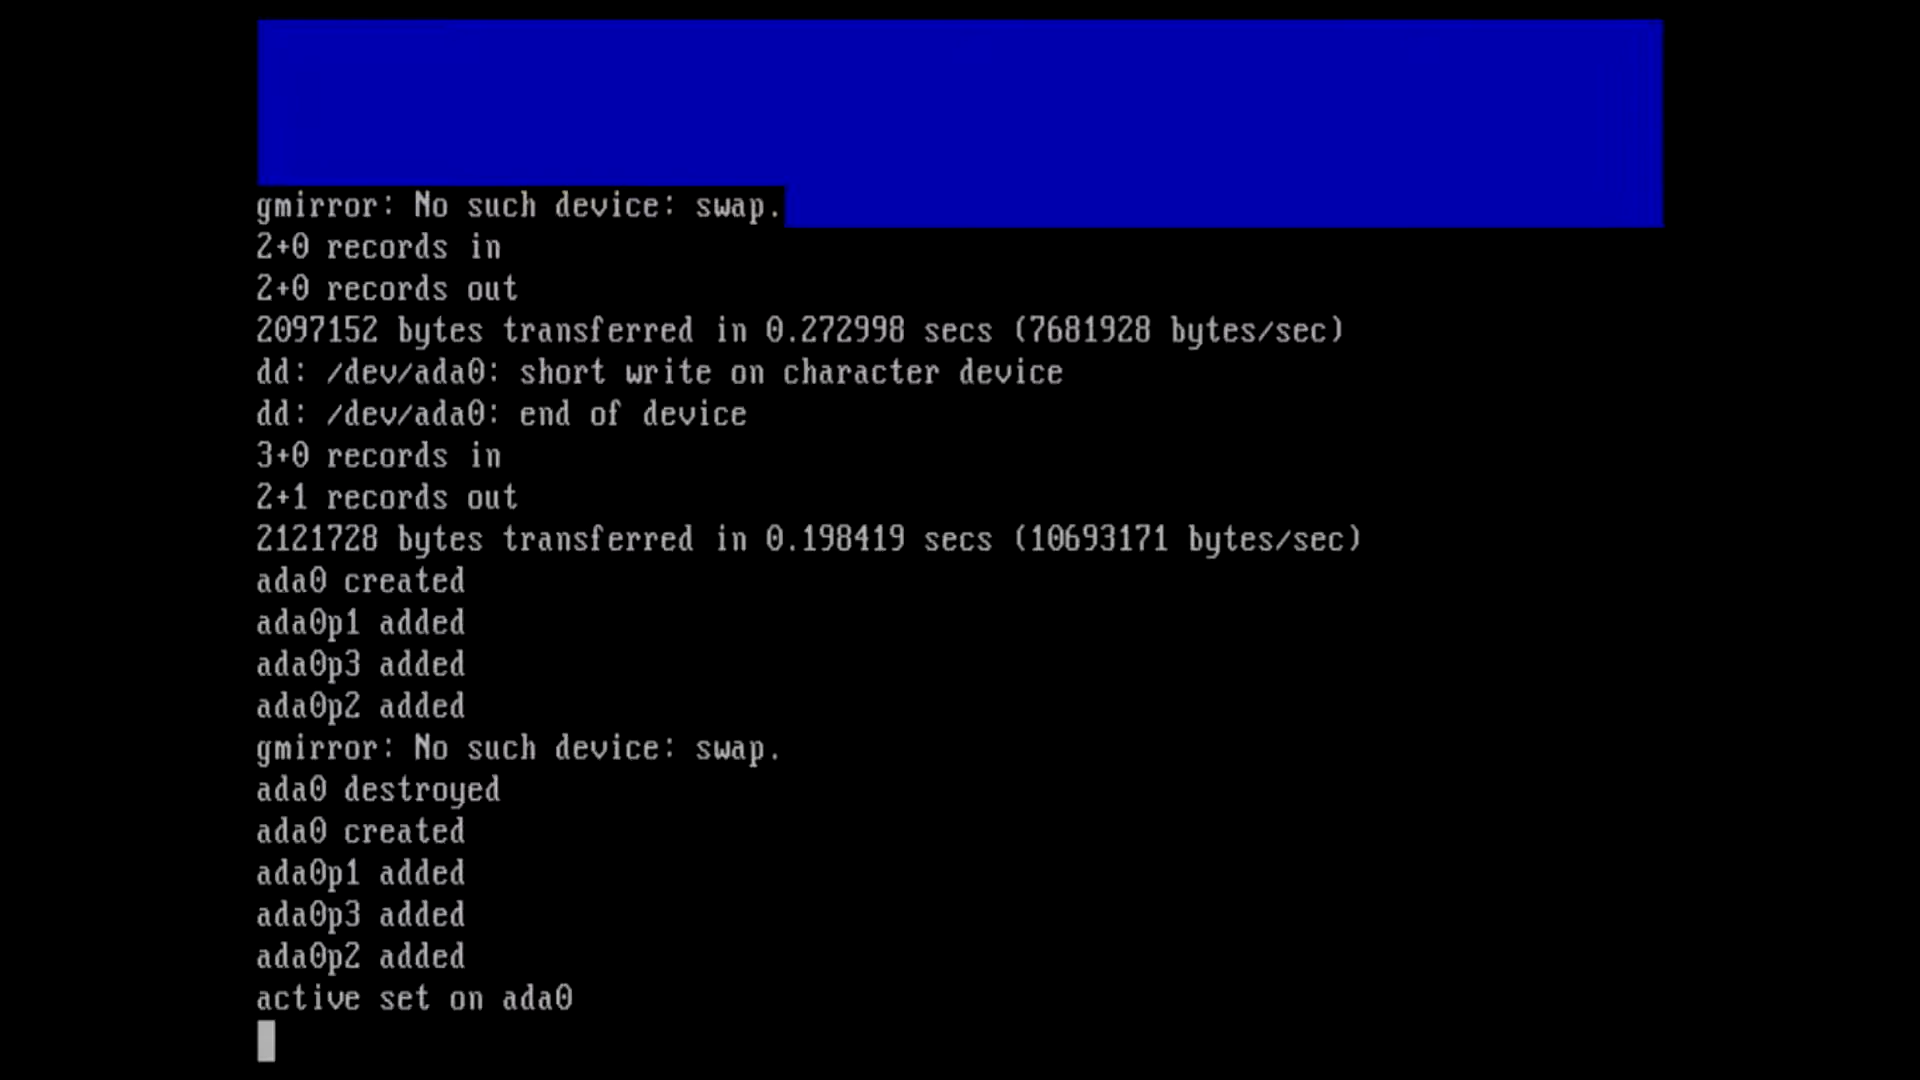 gmirror: No such device: swap.
2+0 records in
2+0 records out
2097152 bytes transferred in 0.272998 secs (7681928 bytes/sec)
dd: /dev/ada0: short write on character device
dd: /dev/ada0: end of device
3+0 records in
2+1 records out
2121728 bytes transferred in 0.198419 secs (10693171 bytes/sec)
ada0 created
ada0p1 added
ada0p3 added
ada0p2 added
gmirror: No such device: swap.
ada0 destroyed
ada0 created
ada0p1 added
ada0p3 added
ada0p2 added
active set on ada0